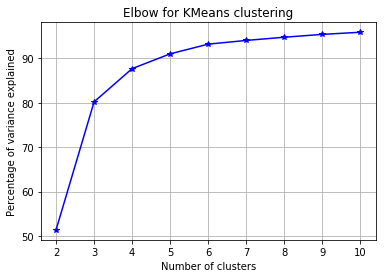 Elbow for KMeans clustering
Percentage of variance explained
90
80
70
60
50
2 3 4 5 6 7 8 9 10
Number of clusters